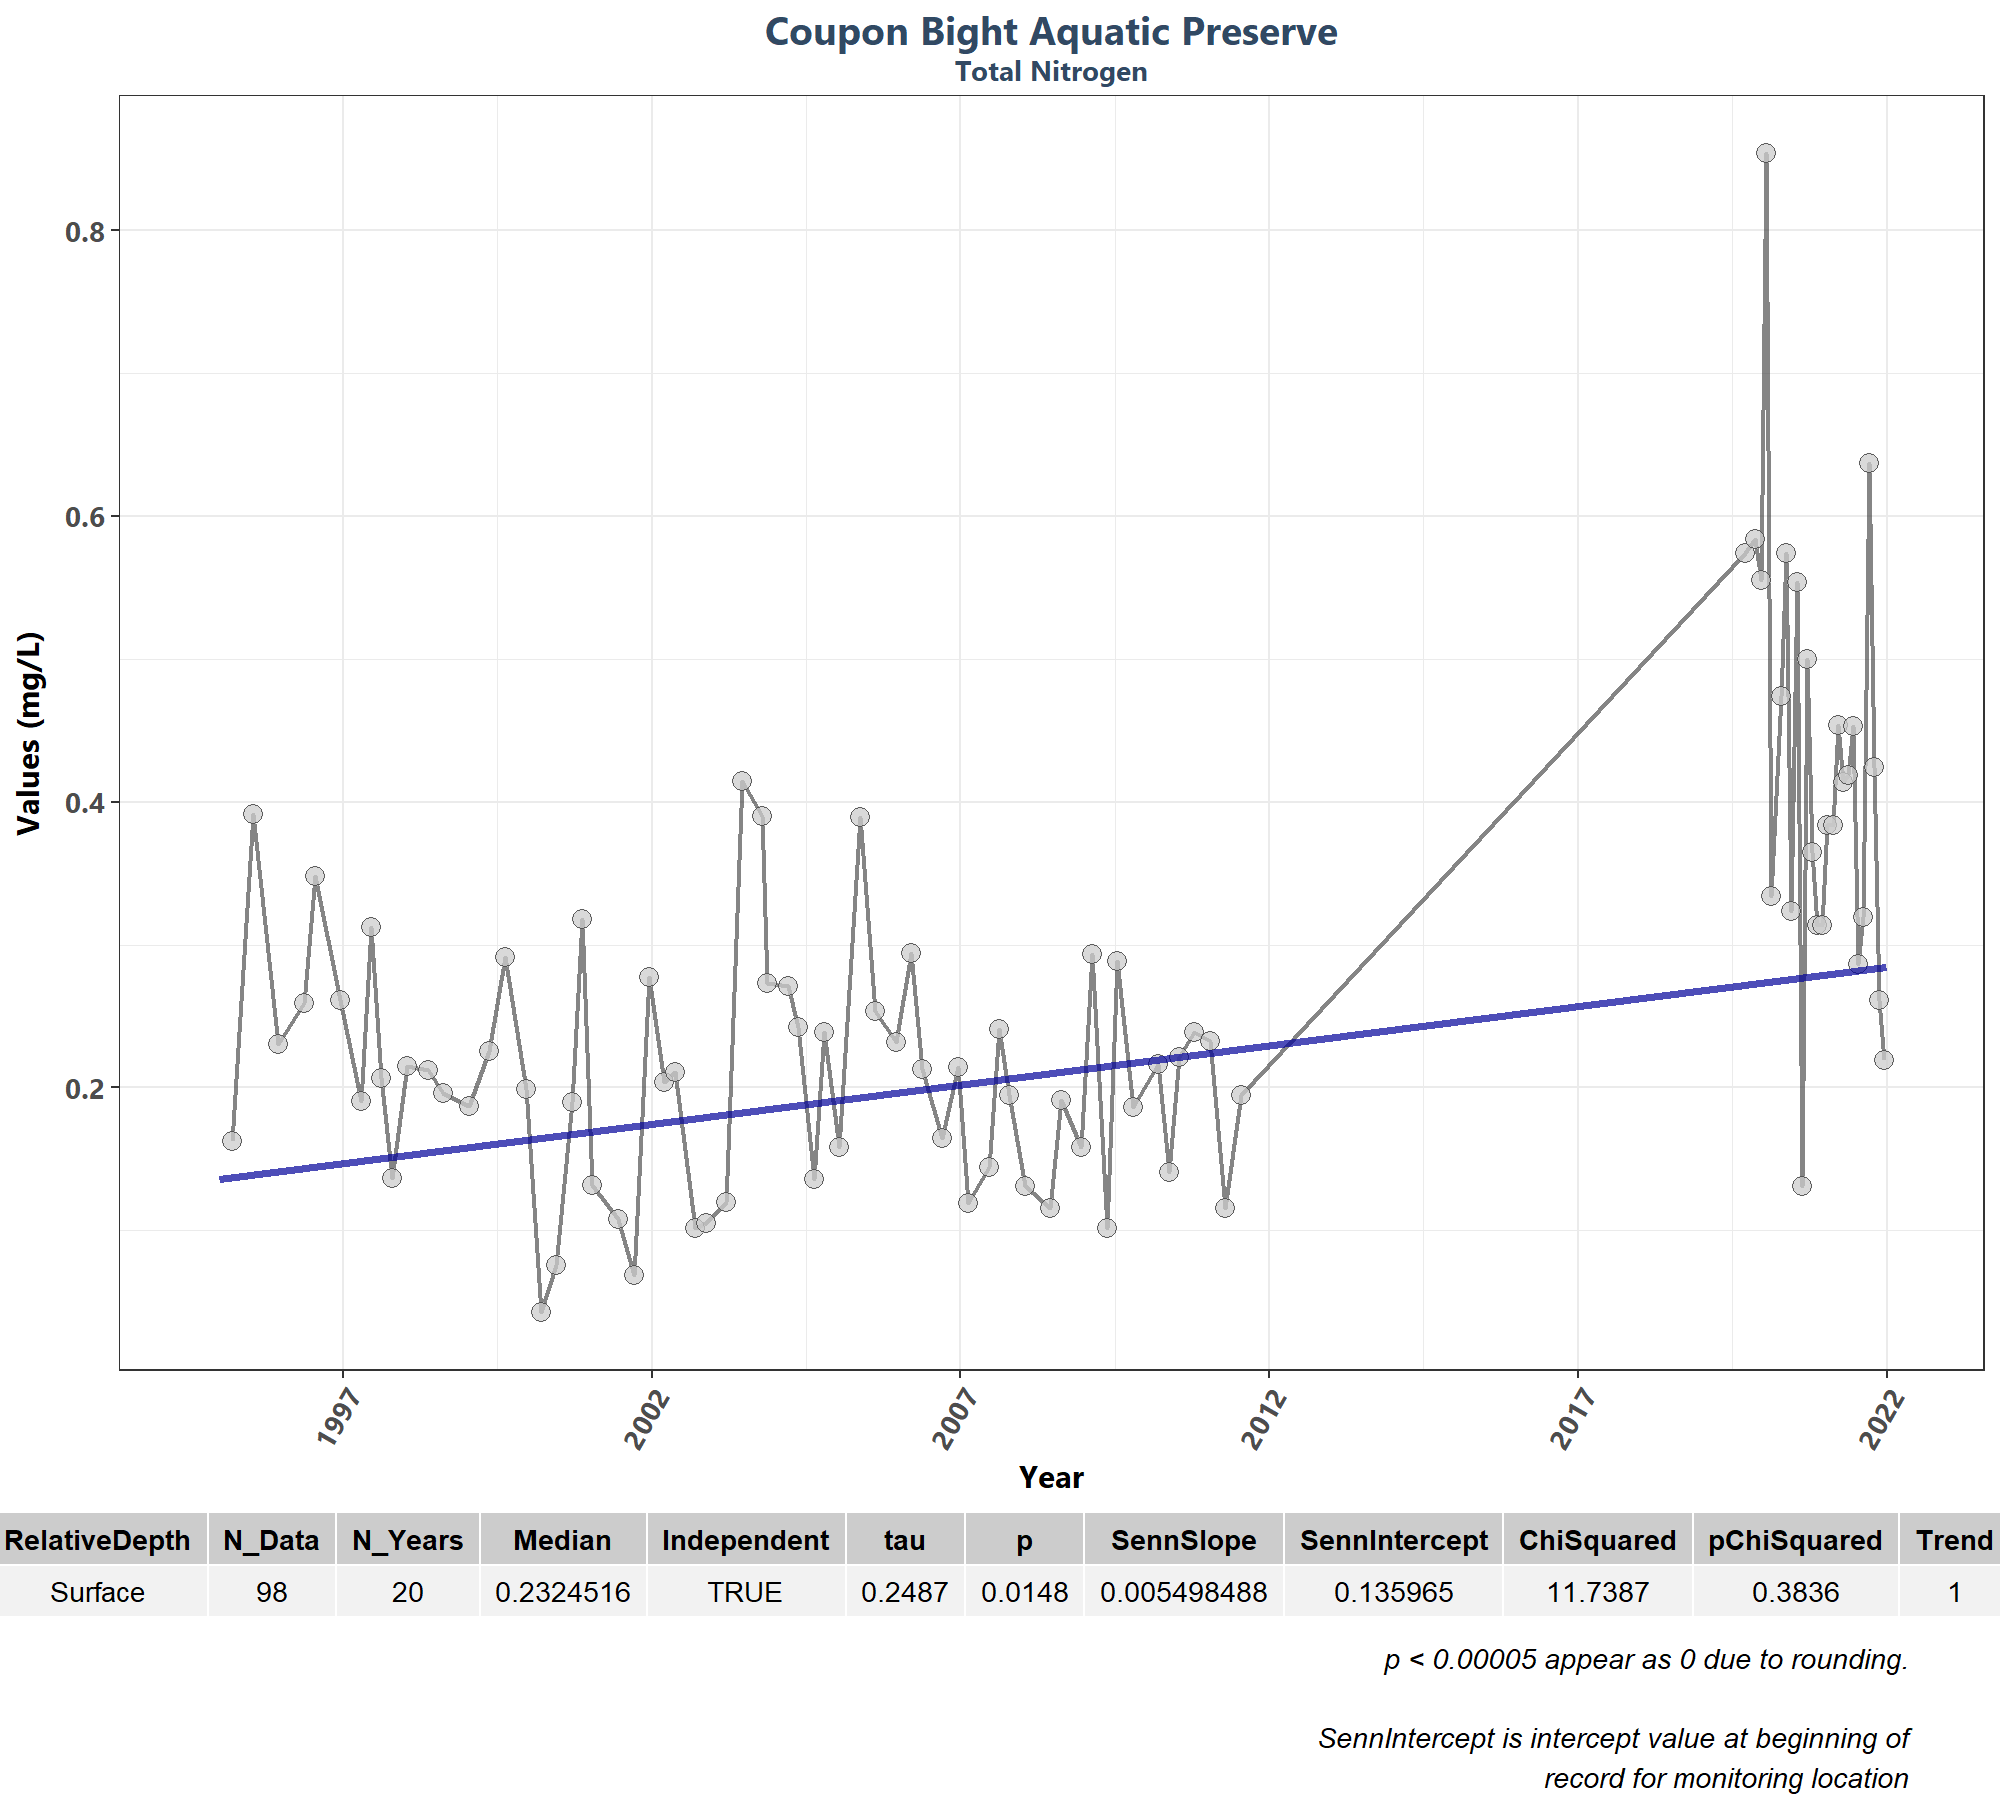 Coupon Bight Aquatic Preserve
Total Nitrogen
Values (mg/L)
0.8
0.6
0.4
0.2
1997 2002 2007 2012 2017 2022
Year
RelativeDepth N_Data N_Years Median Independent tau p SennSlope SennIntercept ChiSquared pChiSquared Trend
Surface 98 20 0.2324516 TRUE 0.2487 0.0148 0.005498488 0.135965 11.7387 0.3836 1
p < 0.00005 appear as 0 due to rounding.
SennIntercept is intercept value at beginning of
record for monitoring location